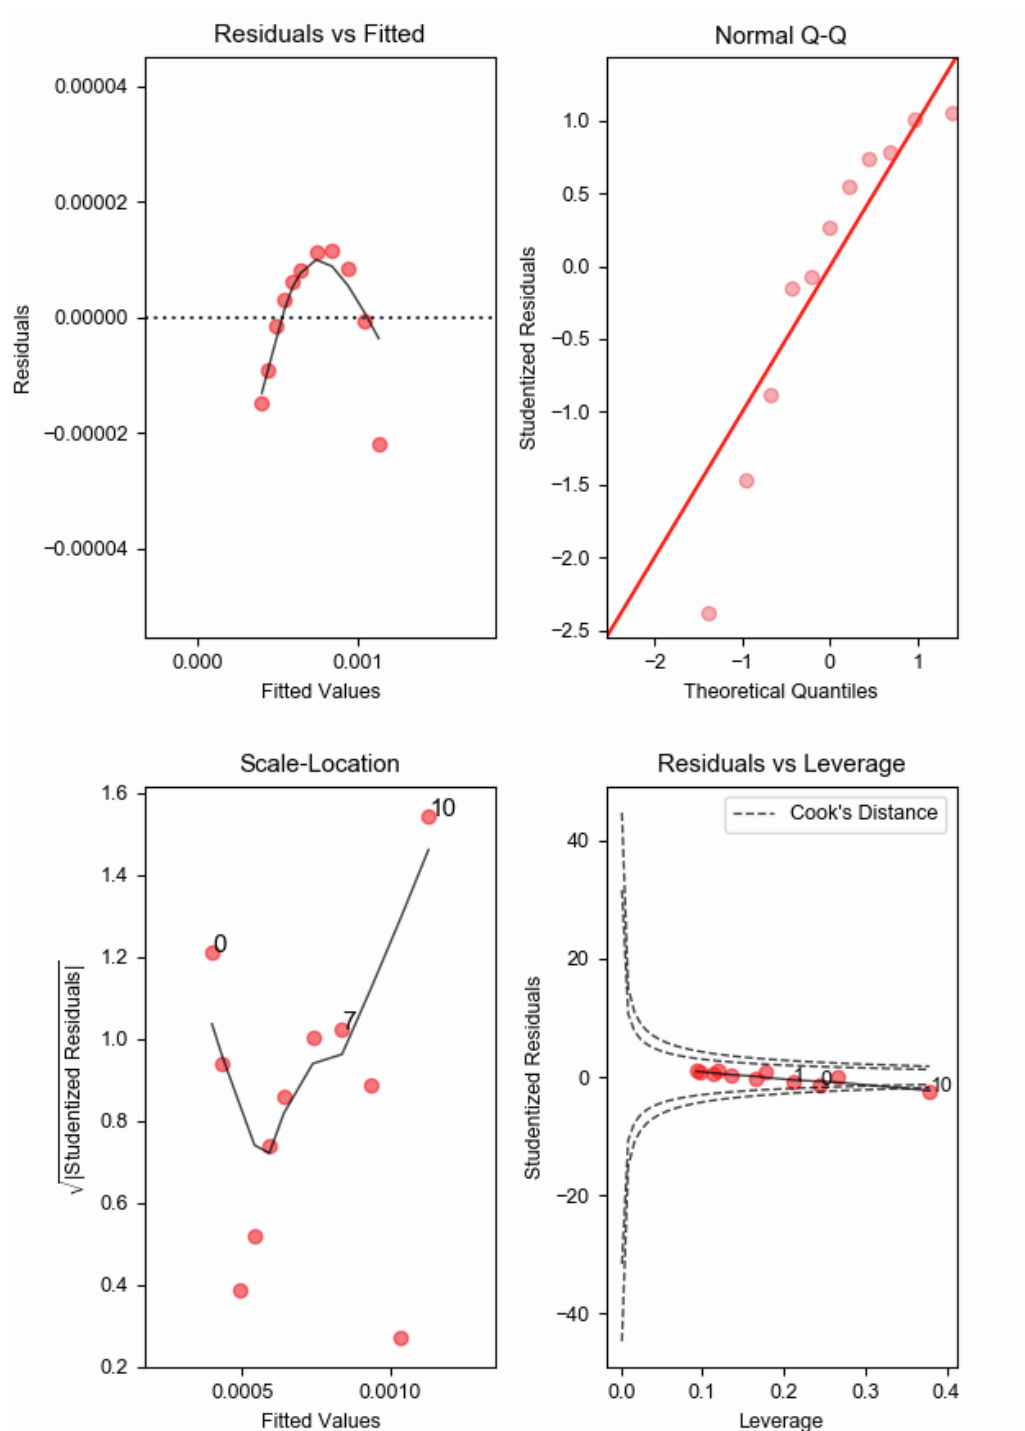 Residuals vs Fitted
0.00004
0.00002
0.00000
−0.00002
−0.00004
Residuals
0.000 0.001
Fitted Values
Normal Q-Q
1.0
0.5
0.0
−0.5
−1.0
−1.5
−2.0
−2.5
Studentized Residuals
−2 −1 0 1
Theoretical Quantiles
Scale-Location
1.6
1.4
1.2
1.0
0.8
0.6
0.4
0.2
√|Studentized Residuals|
10
0
7
0.0005 0.0010
Fitted Values
Residuals vs Leverage
Cook's Distance
40
20
0
−20
−40
Studentized Residuals
1 0 10
0.0 0.1 0.2 0.3 0.4
Leverage